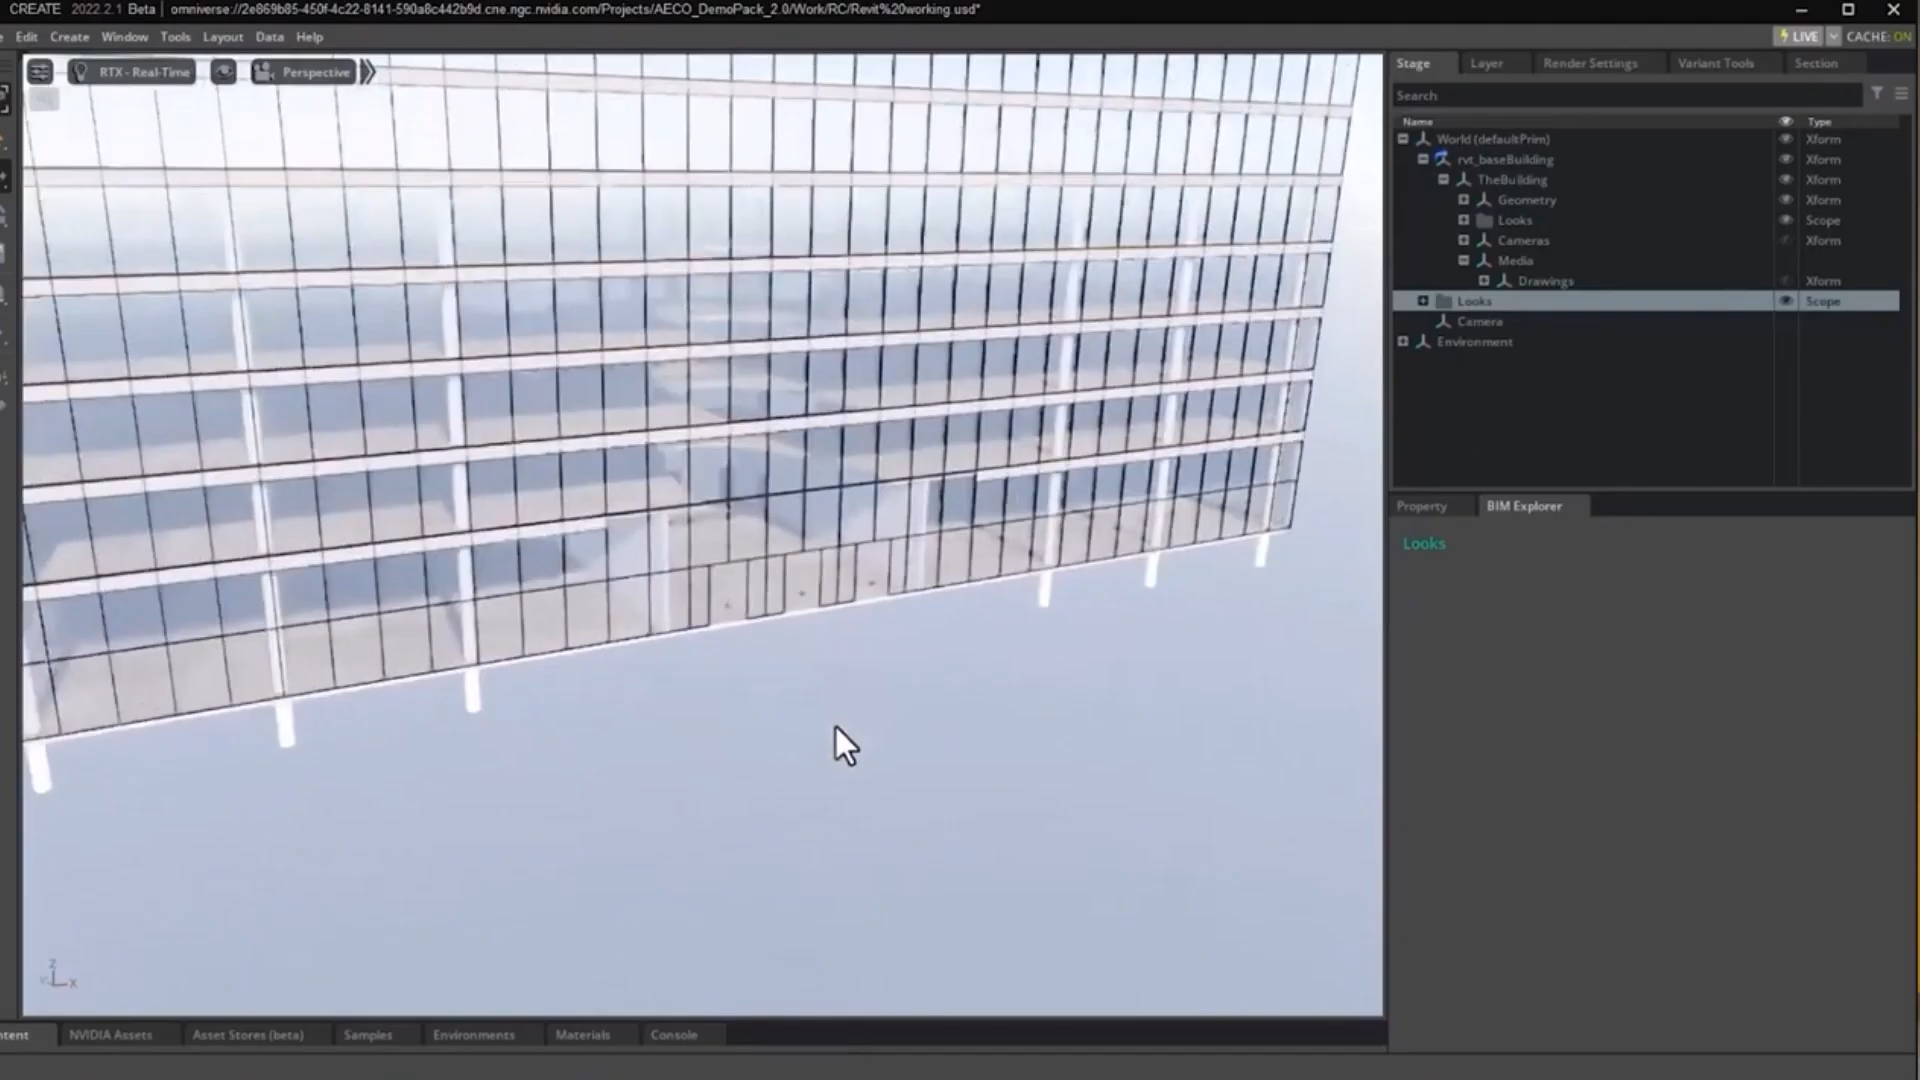 CREATE 2022.2.1 Beta | omniverse://2e869b85-450f-4c22-8141-590a8c442b9d.cne.ngc.nvidia.com/Projects/AECO_DemoPack_2.0/Work/RC/Revit%20working.usd*
Edit Create Window Tools Layout Data Help
LIVE CACHE: ON
RTX - Real-Time Perspective
Stage Layer Render Settings Variant Tools Section
Search
Name Type
World (defaultPrim) Xform
rvt_baseBuilding Xform
TheBuilding Xform
Geometry Xform
Looks Scope
Cameras Xform
Media
Drawings Xform
Looks Scope
Camera
Environment
Property BIM Explorer
Looks
Z
Y X
ntent NVIDIA Assets Asset Stores (beta) Samples Environments Materials Console